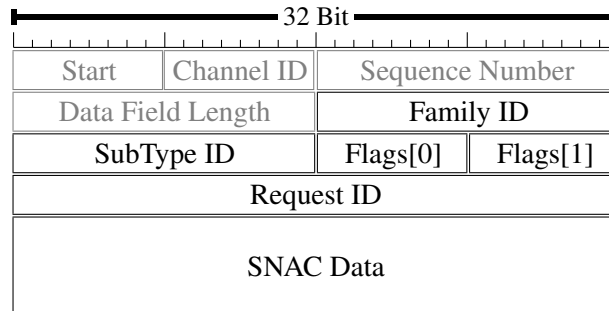 32 Bit
Start Channel ID Sequence Number
Data Field Length Family ID
SubType ID Flags[0] Flags[1]
Request ID
SNAC Data